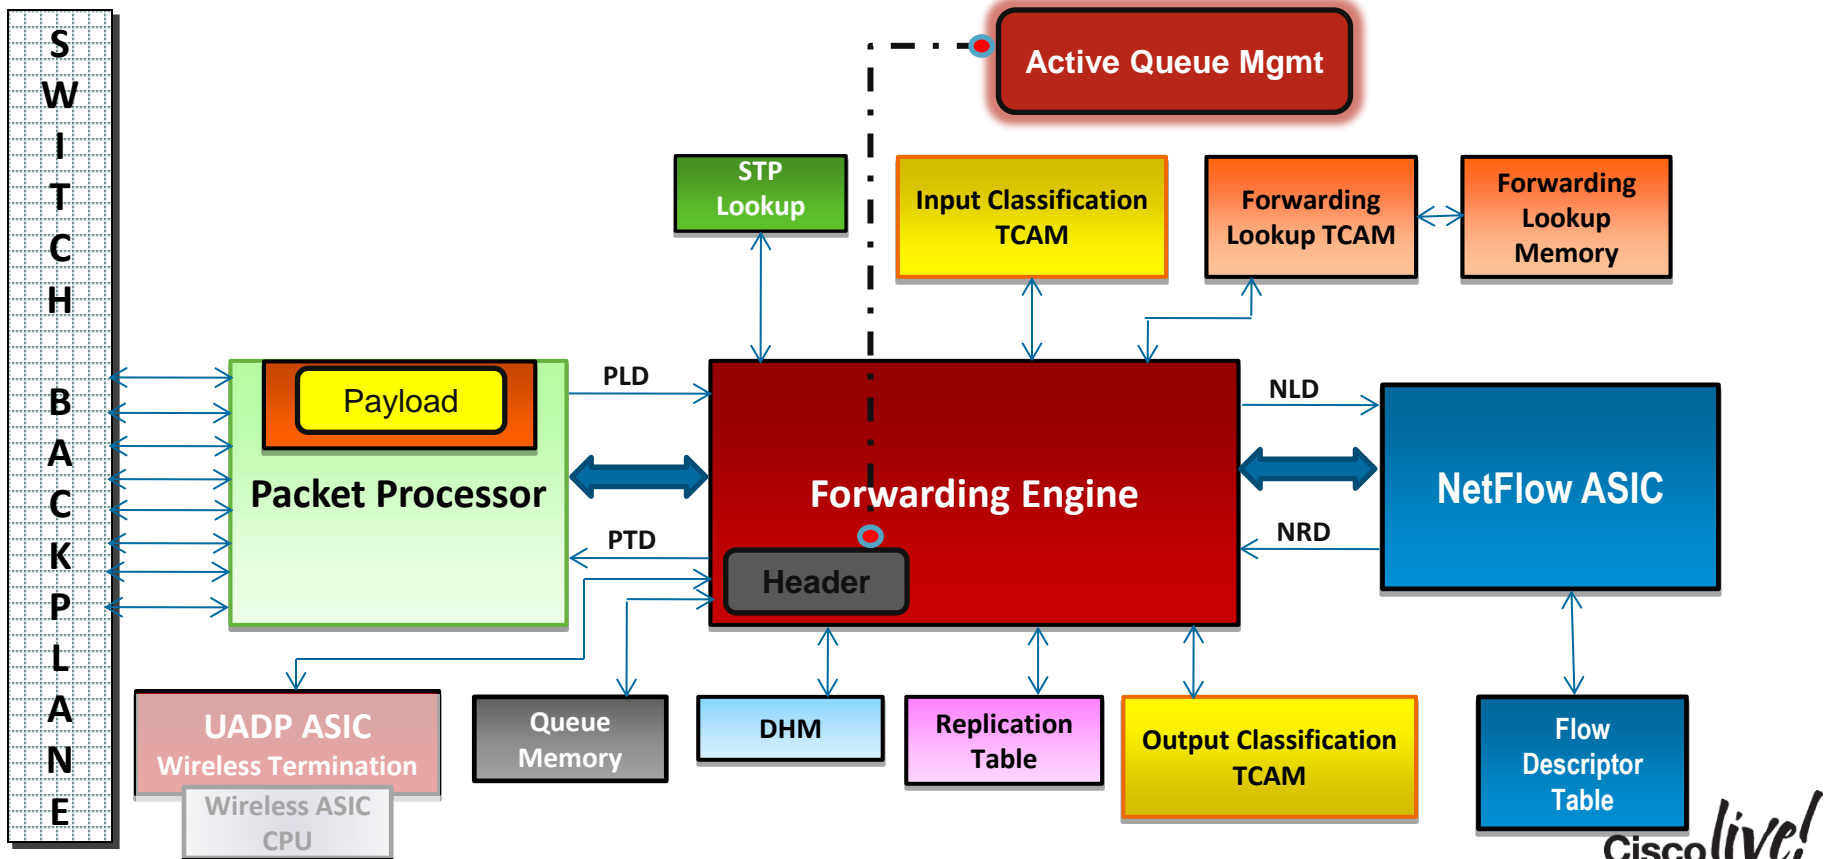 SWITCH BACKPLANE
Active Queue Mgmt
STP
Lookup
Input Classification
TCAM
Forwarding
Lookup TCAM
Forwarding
Lookup
Memory
Payload
Packet Processor
PLD
PTD
Forwarding Engine
Header
NLD
NRD
NetFlow ASIC
UADP ASIC
Wireless Termination
Wireless ASIC
CPU
Queue
Memory
DHM
Replication
Table
Output Classification
TCAM
Flow
Descriptor
Table
Cisco live!